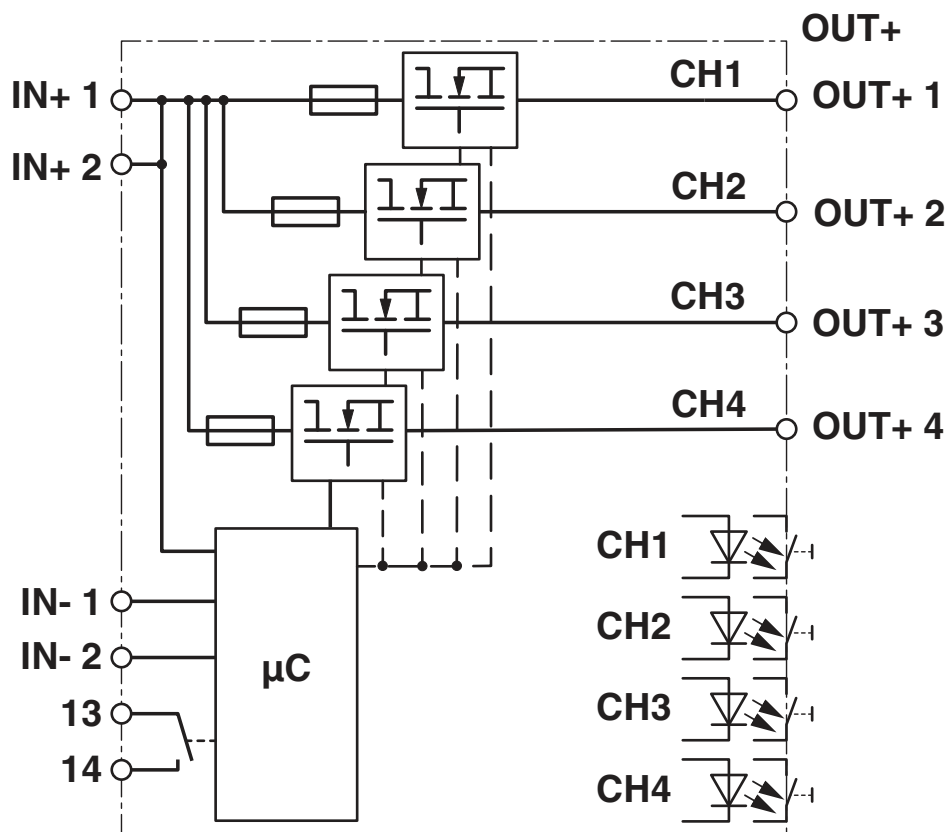 OUT+
IN+ 1
CH1
OUT+ 1
IN+ 2
CH2
OUT+ 2
CH3
OUT+ 3
CH4
OUT+ 4
CH1
IN- 1
CH2
IN- 2
µC
13
CH3
14
CH4